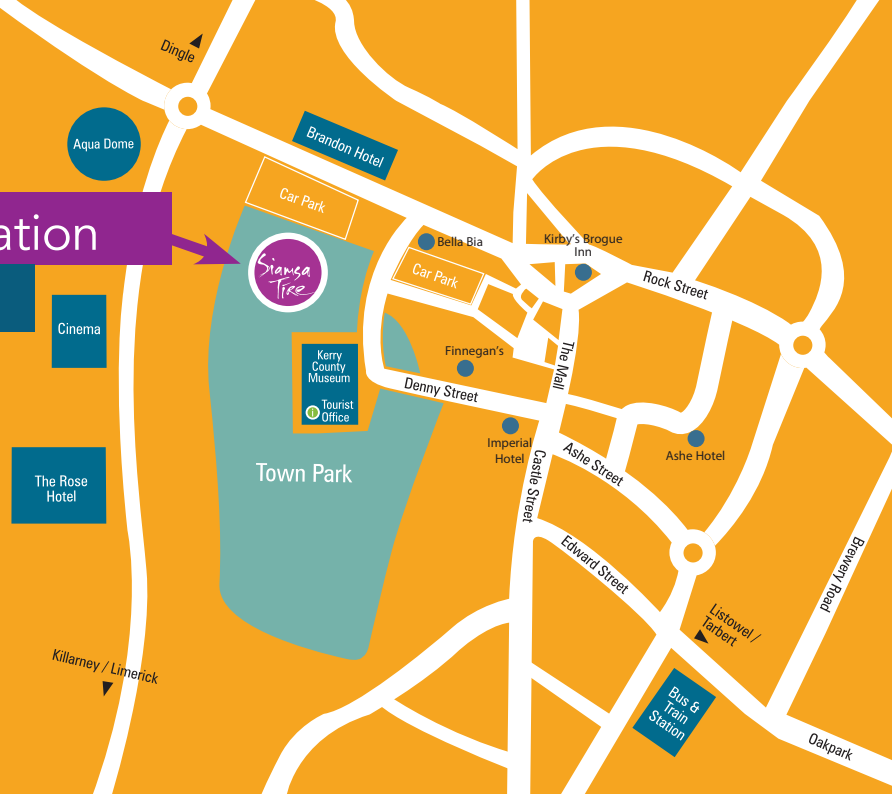 Dingle
Aqua Dome
Brandon Hotel
Car Park
ation
Siamsa
Tíre
Bella Bia
Kirby's Brogue
Inn
Car Park
Rock Street
Cinema
Kerry
County
Museum
i Tourist
Office
Finnegan's
The Mall
Denny Street
Imperial
Hotel
Ashe Street
Ashe Hotel
Town Park
The Rose
Hotel
Castle Street
Edward Street
Brewery Road
Listowel /
Tarbert
Killarney / Limerick
Bus &
Train
Station
Oakpark